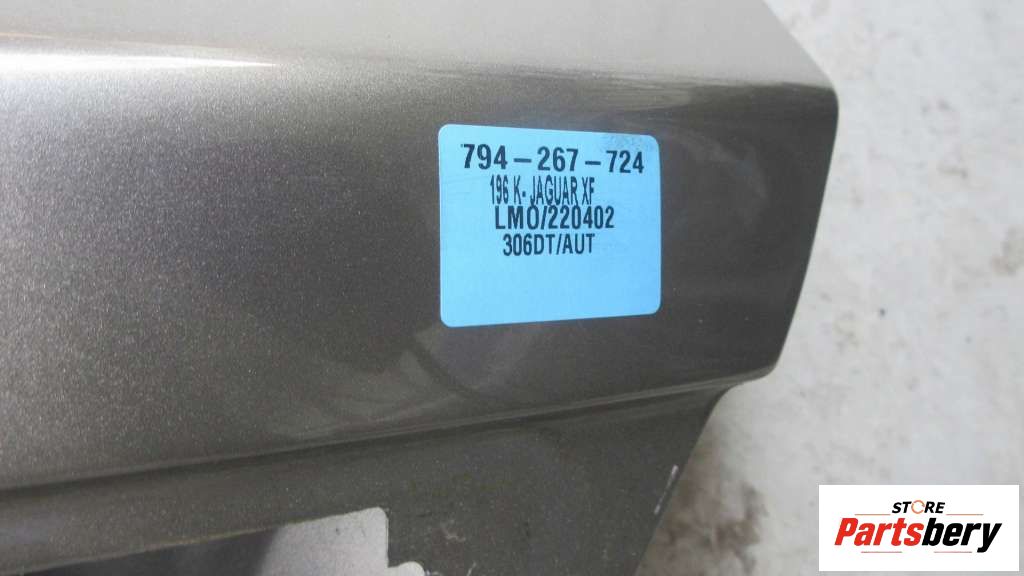 794-267-724
196 K- JAGUAR XF
LMO/220402
306DT/AUT
STORE
Partsbery